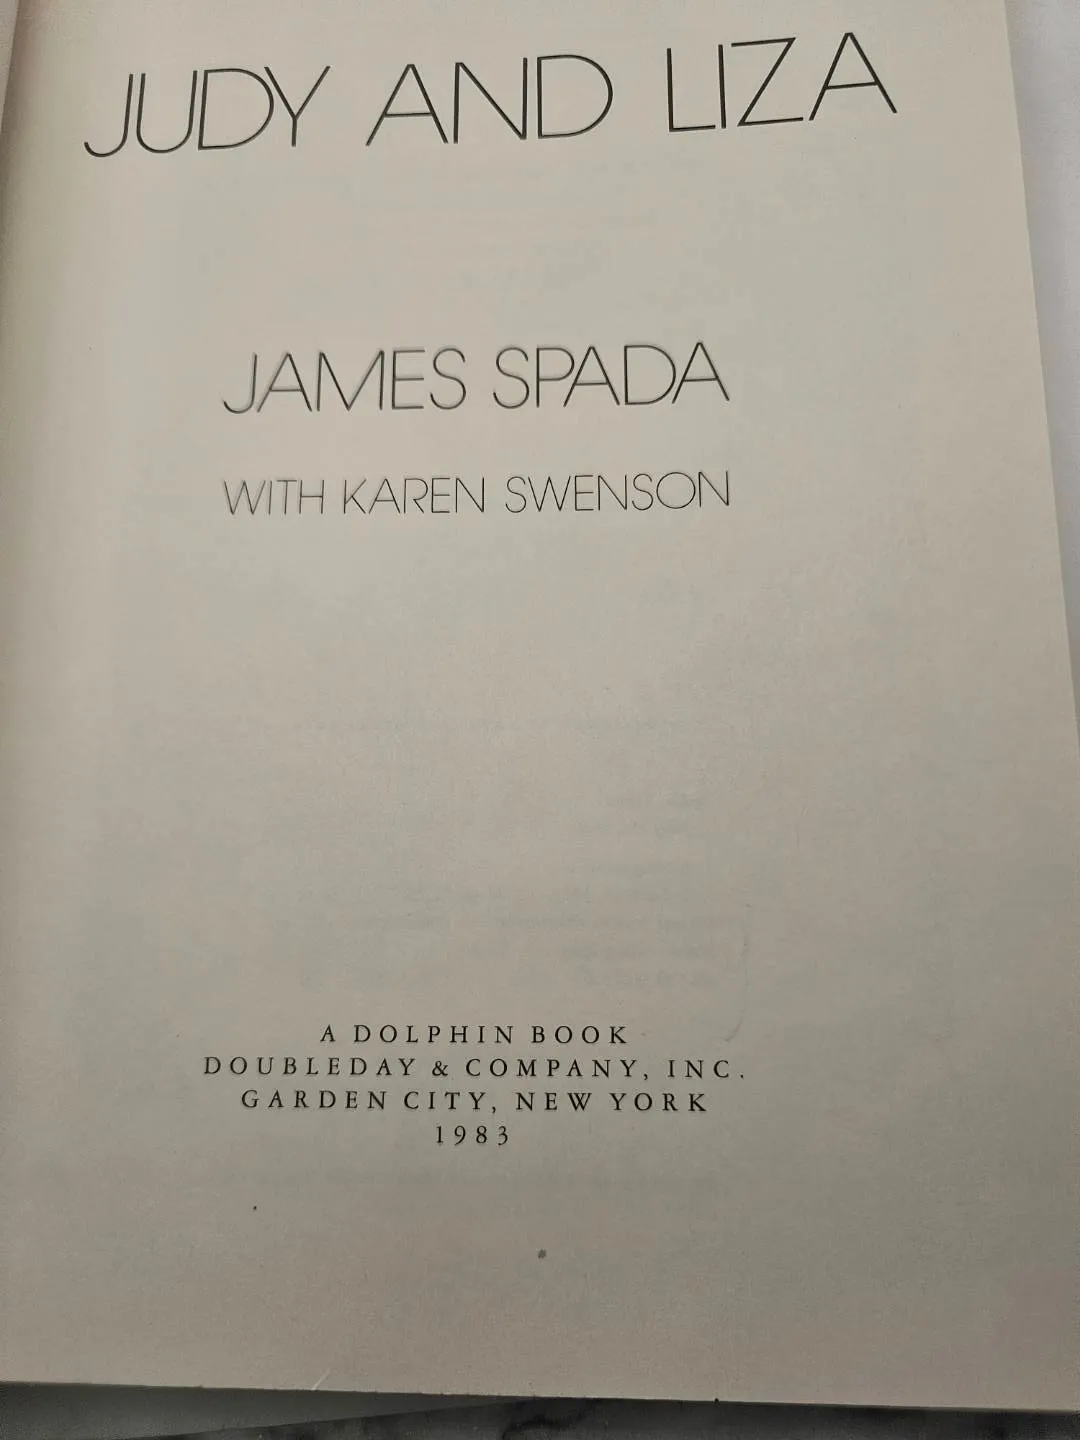 JUDY AND LIZA
JAMES SPADA
WITH KAREN SWENSON
A DOLPHIN BOOK
DOUBLEDAY & COMPANY, INC.
GARDEN CITY, NEW YORK
1983